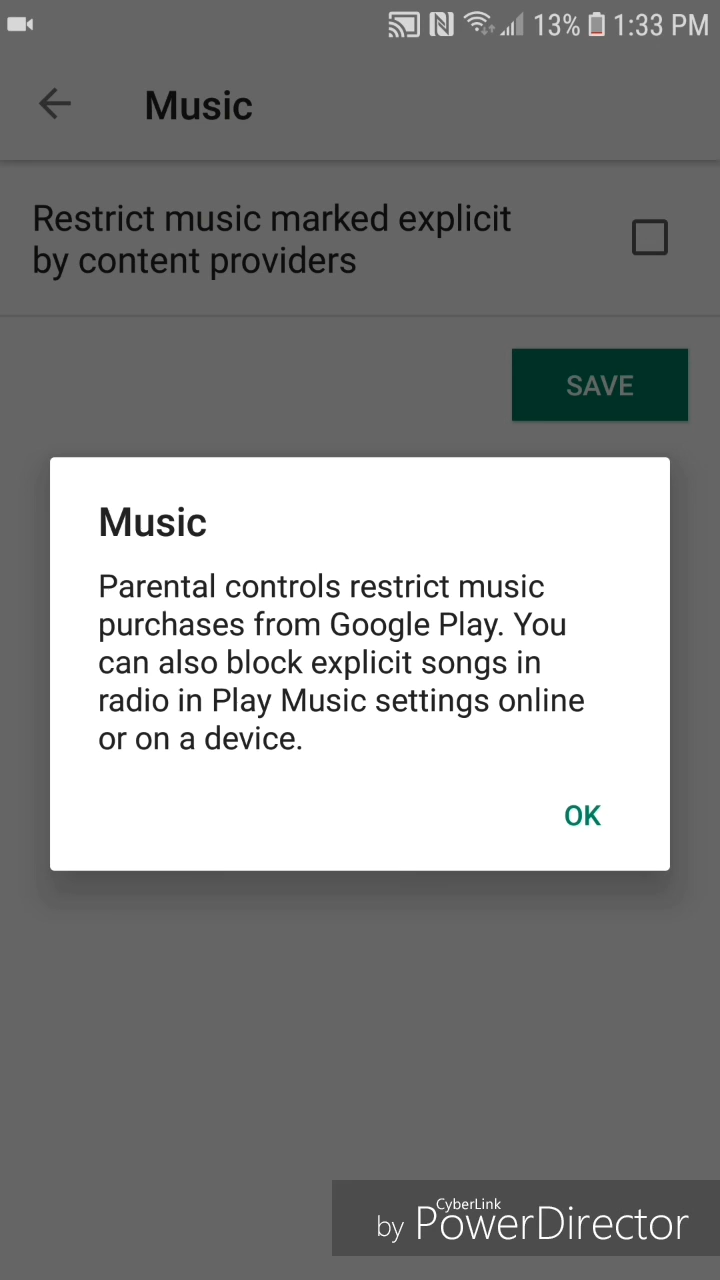 13% 1:33 PM
Music
Restrict music marked explicit
by content providers
SAVE
Music
Parental controls restrict music
purchases from Google Play. You
can also block explicit songs in
radio in Play Music settings online
or on a device.
OK
by CyberLink PowerDirector